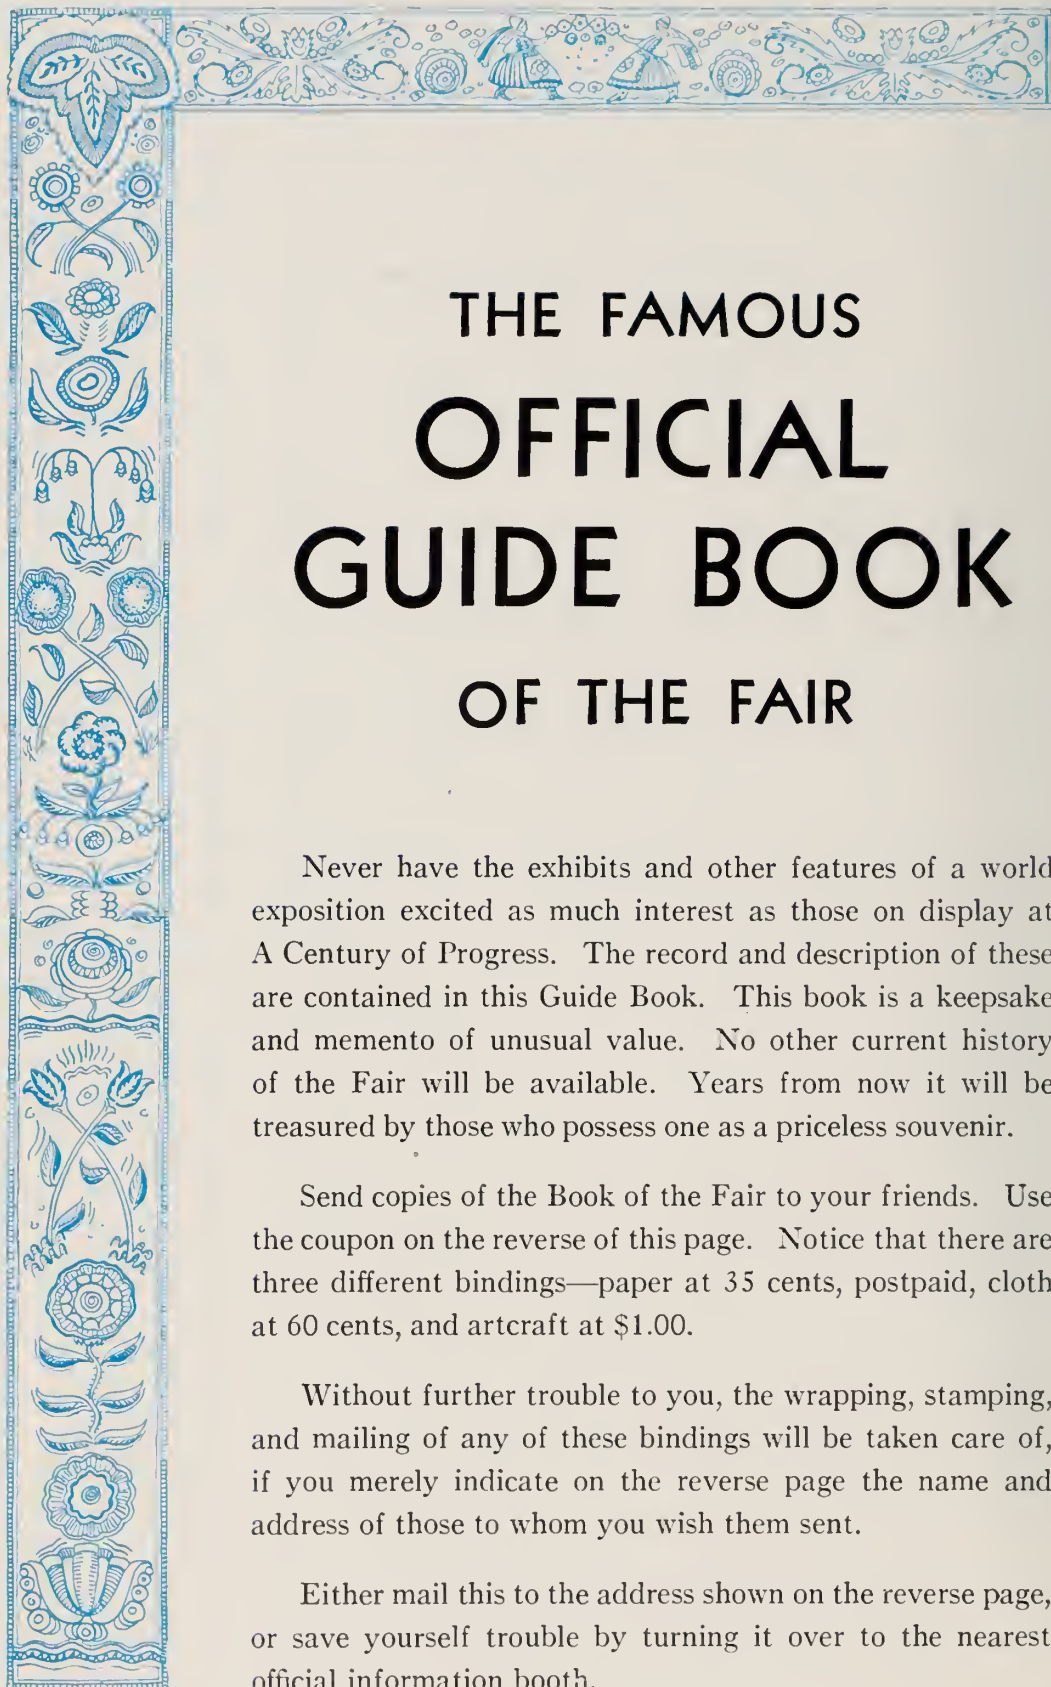 THE FAMOUS
OFFICIAL
GUIDE BOOK
OF THE FAIR
Never have the exhibits and other features of a world
exposition excited as much interest as those on display at
A Century of Progress. The record and description of these
are contained in this Guide Book. This book is a keepsake
and memento of unusual value. No other current history
of the Fair will be available. Years from now it will be
treasured by those who possess one as a priceless souvenir.
Send copies of the Book of the Fair to your friends. Use
the coupon on the reverse of this page. Notice that there are
three different bindings—paper at 35 cents, postpaid, cloth
at 60 cents, and artcraft at $1.00.
Without further trouble to you, the wrapping, stamping,
and mailing of any of these bindings will be taken care of,
if you merely indicate on the reverse page the name and
address of those to whom you wish them sent.
Either mail this to the address shown on the reverse page,
or save yourself trouble by turning it over to the nearest
official information booth.